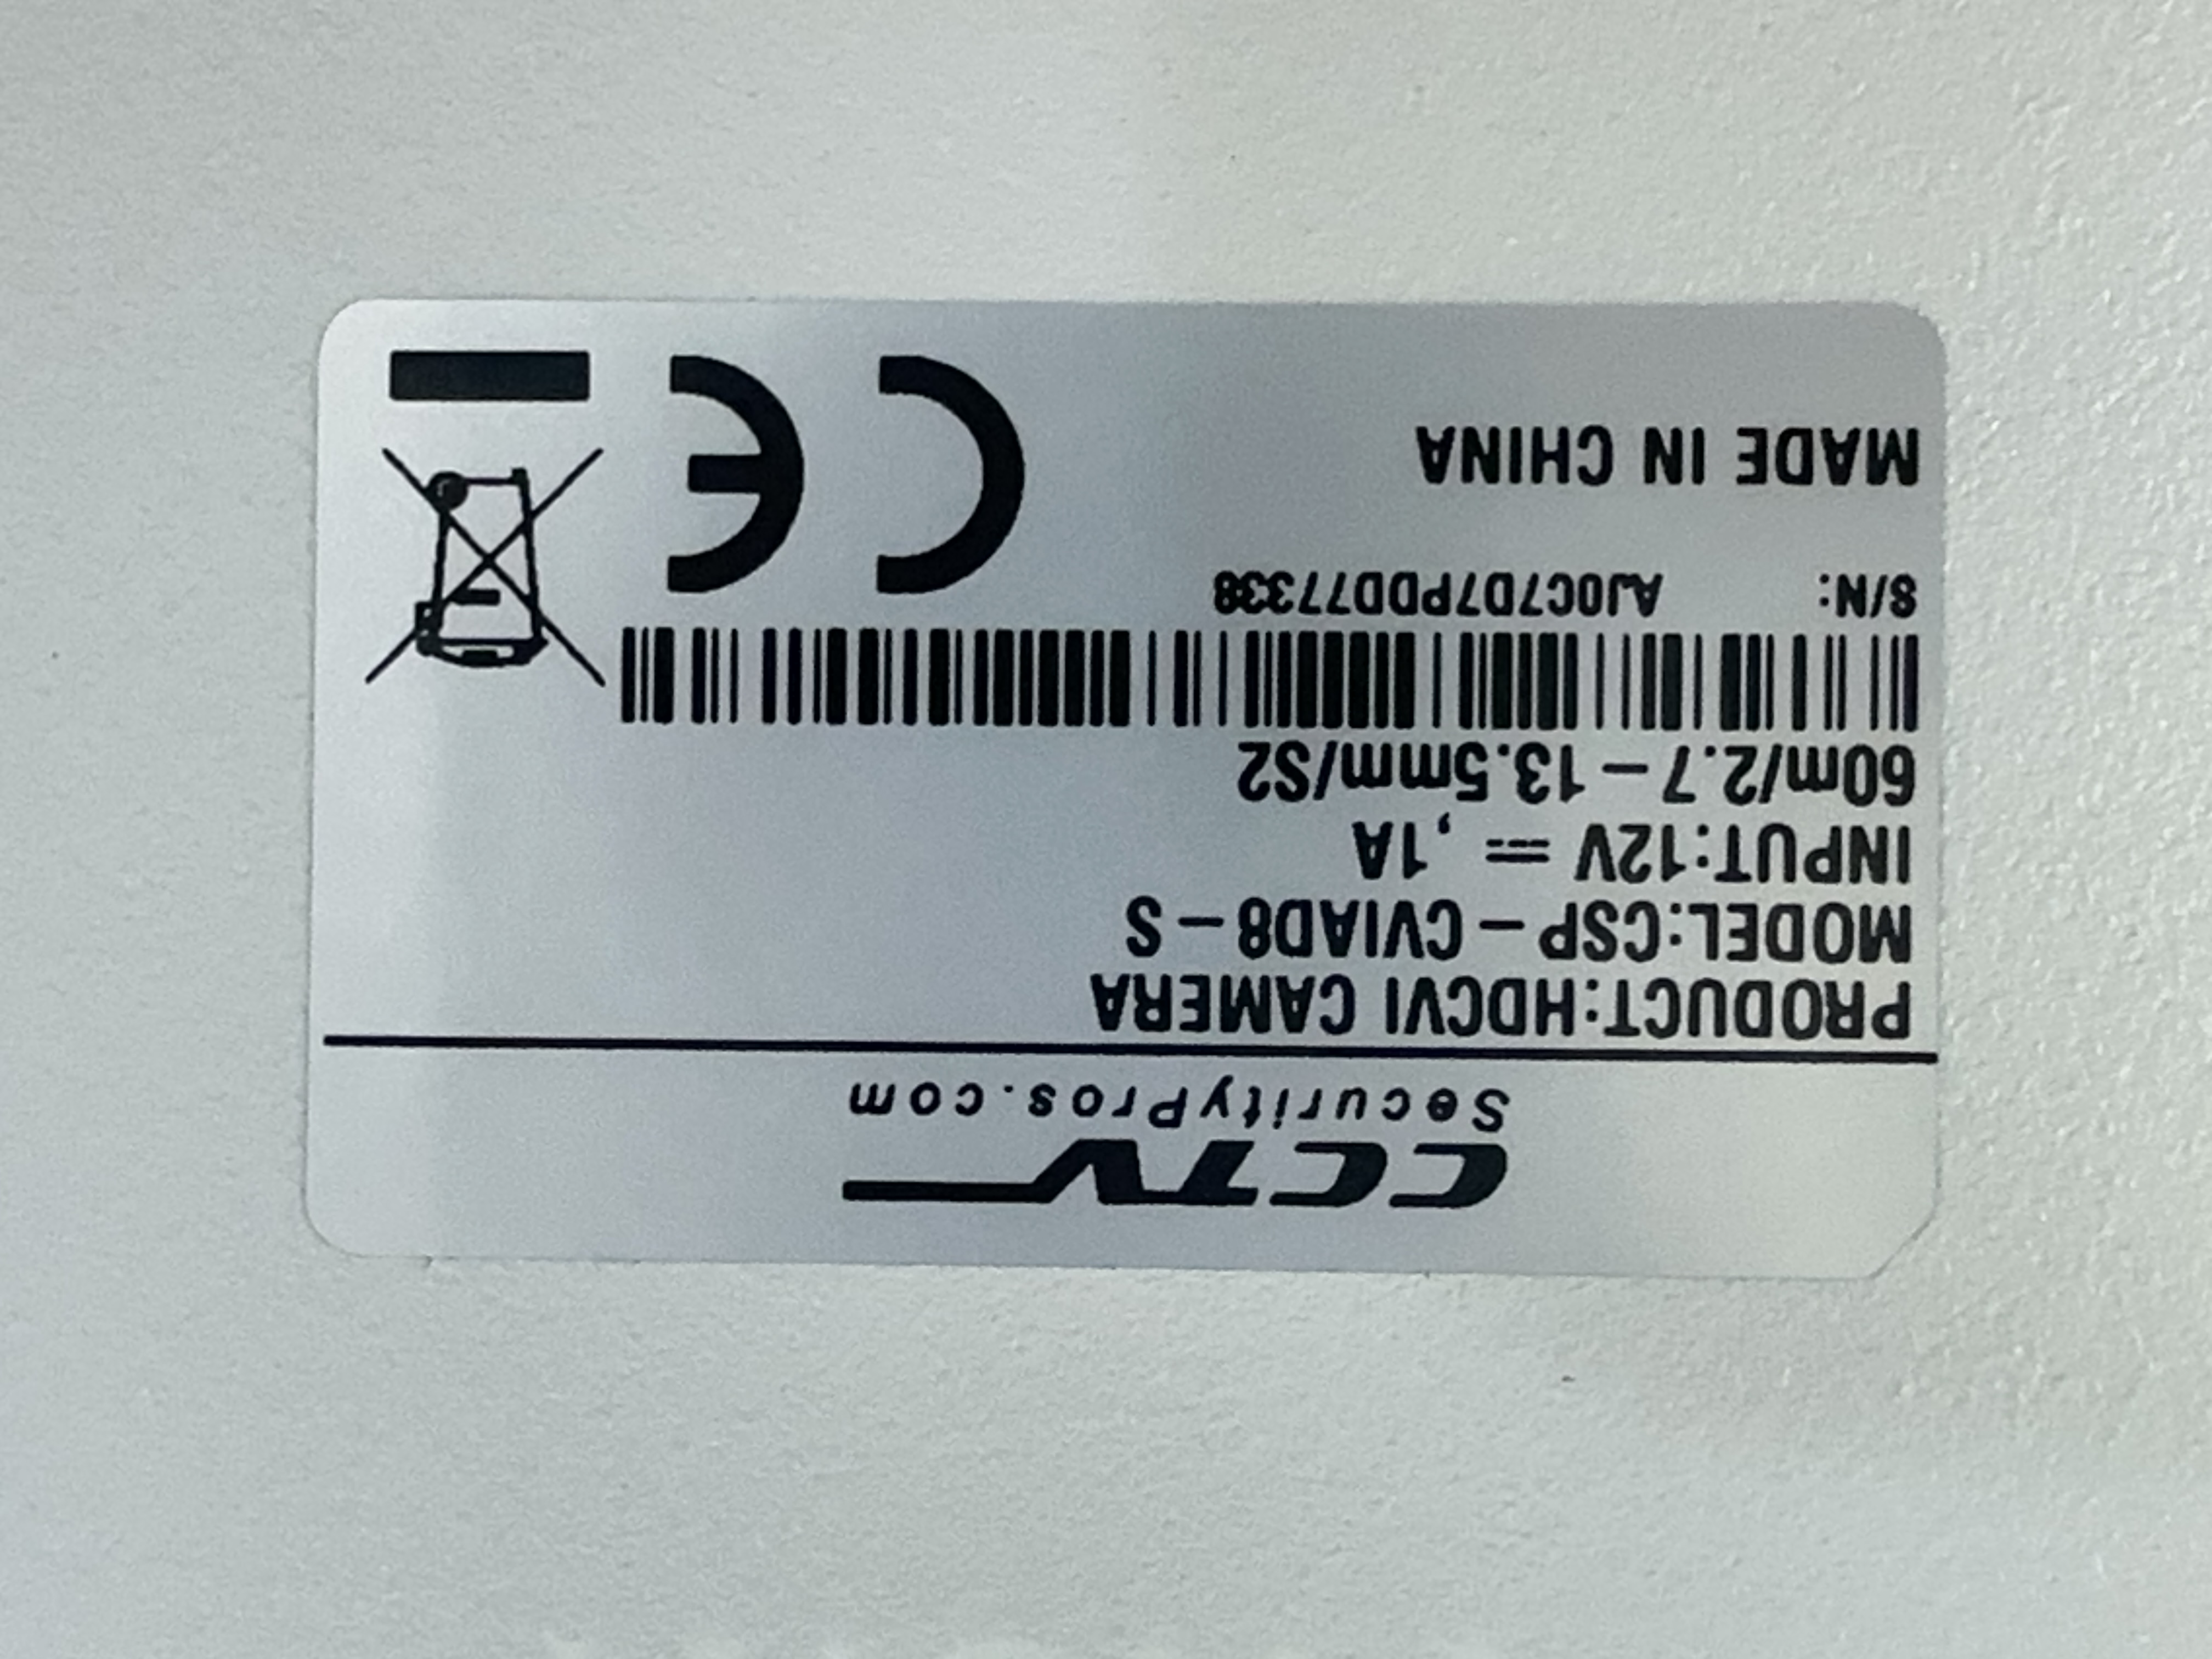 CCTV
SecurityPros.com
PRODUCT:HDCVI CAMERA
MODEL:CSP-CVIAD8-S
INPUT:12V ⎓ ,1A
60m/2.7-13.5mm/S2
S/N: AJ0C7D7PDD77338
MADE IN CHINA
CE